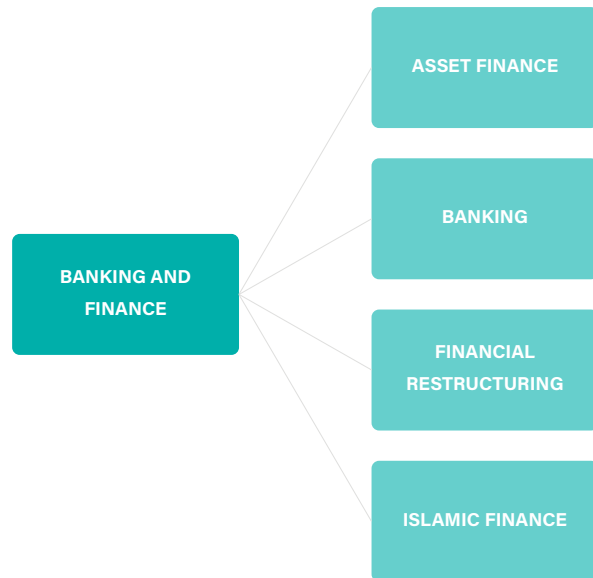 ASSET FINANCE
BANKING
BANKING AND
FINANCE
FINANCIAL
RESTRUCTURING
ISLAMIC FINANCE